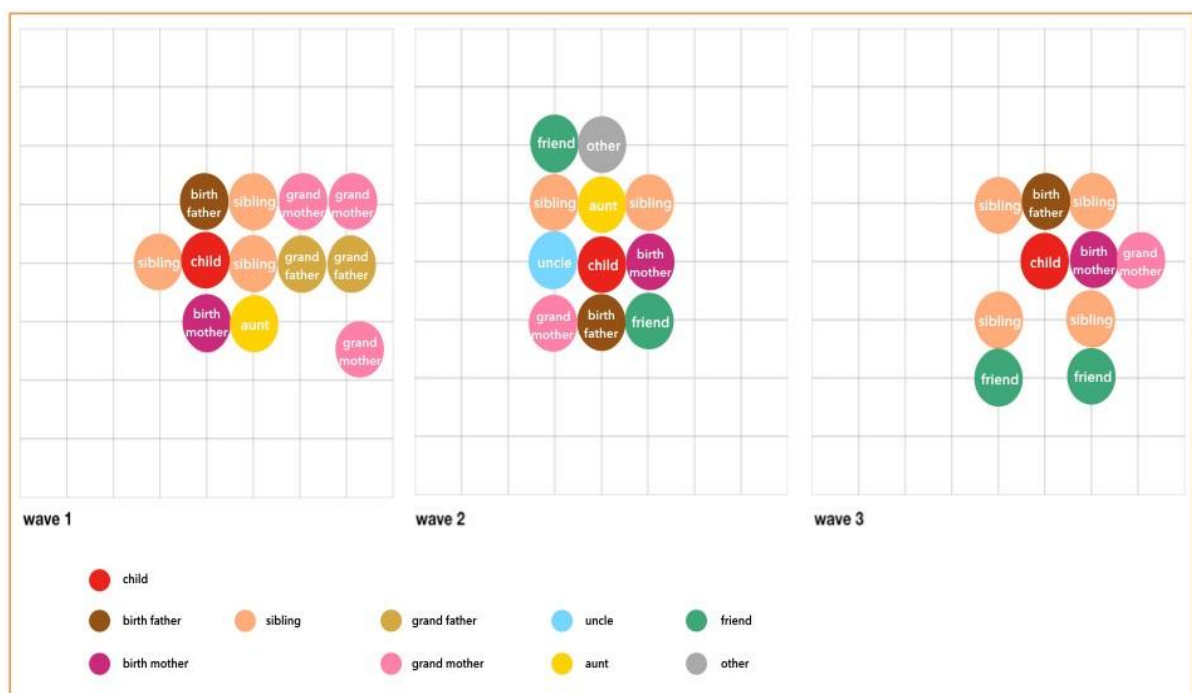 birth father
sibling
grand mother
grand mother
sibling
child
sibling
grand father
grand father
birth mother
aunt
grand mother
wave 1
friend
other
sibling
aunt
sibling
uncle
child
birth mother
grand mother
birth father
friend
wave 2
sibling
birth father
sibling
child
birth mother
grand mother
sibling
sibling
friend
friend
wave 3
child
birth father
sibling
grand father
uncle
friend
birth mother
grand mother
aunt
other